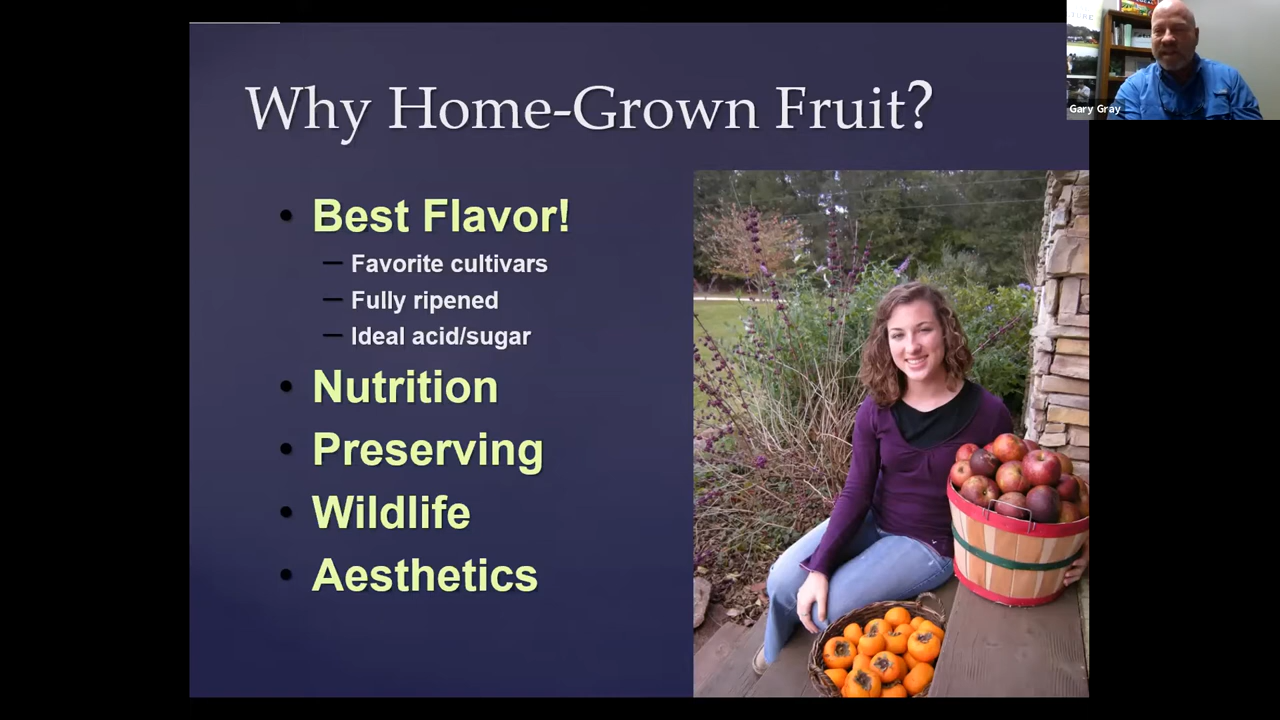 Why Home-Grown Fruit?
• Best Flavor!
– Favorite cultivars
– Fully ripened
– Ideal acid/sugar
• Nutrition
• Preserving
• Wildlife
• Aesthetics
Gary Gray